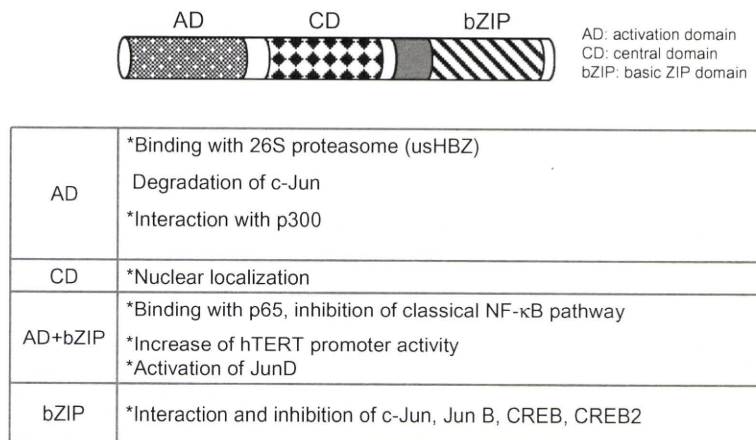 AD CD bZIP
AD: activation domain
CD: central domain
bZIP: basic ZIP domain
AD
*Binding with 26S proteasome (usHBZ)
Degradation of c-Jun
*Interaction with p300
CD
*Nuclear localization
AD+bZIP
*Binding with p65, inhibition of classical NF-κB pathway
*Increase of hTERT promoter activity
*Activation of JunD
bZIP
*Interaction and inhibition of c-Jun, Jun B, CREB, CREB2